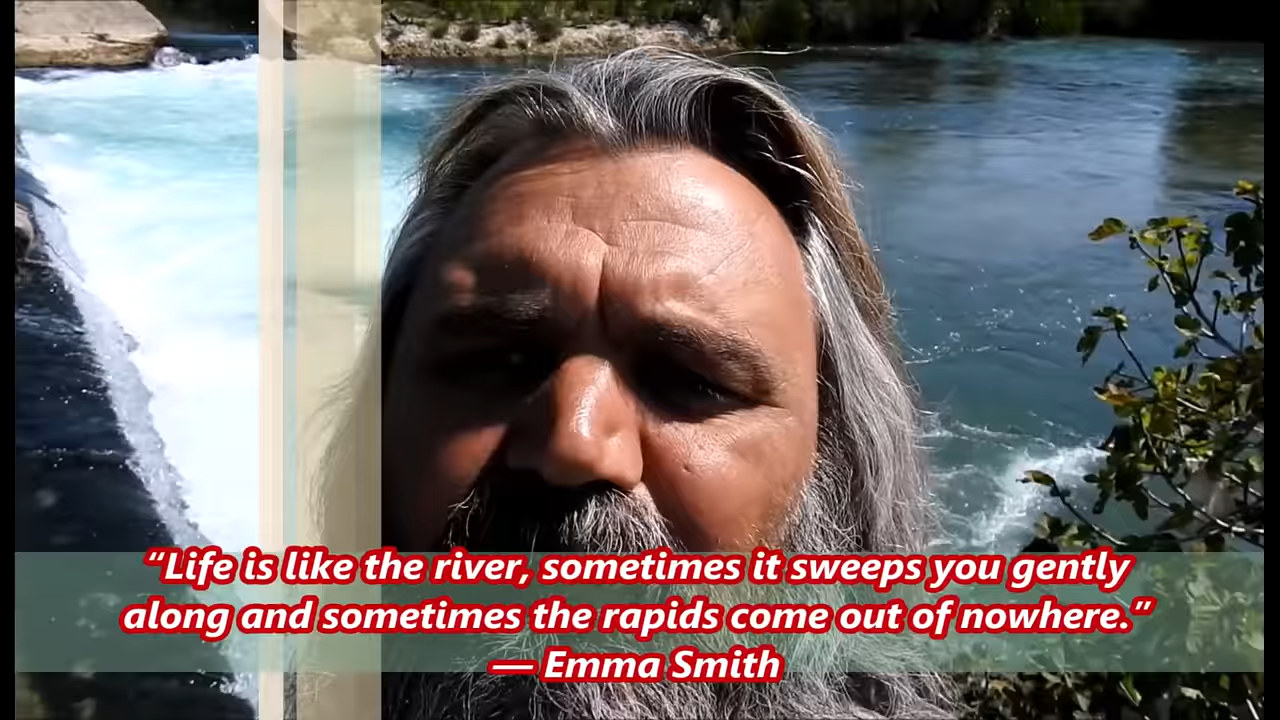 “Life is like the river, sometimes it sweeps you gently
along and sometimes the rapids come out of nowhere.”
— Emma Smith